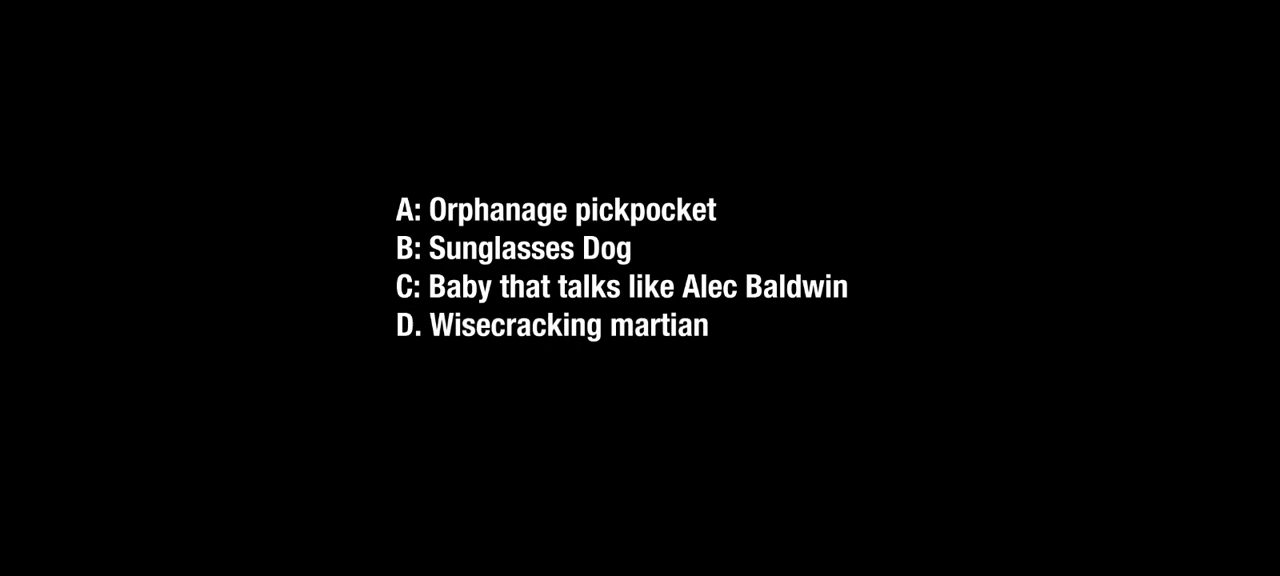 A: Orphanage pickpocket
B: Sunglasses Dog
C: Baby that talks like Alec Baldwin
D. Wisecracking martian